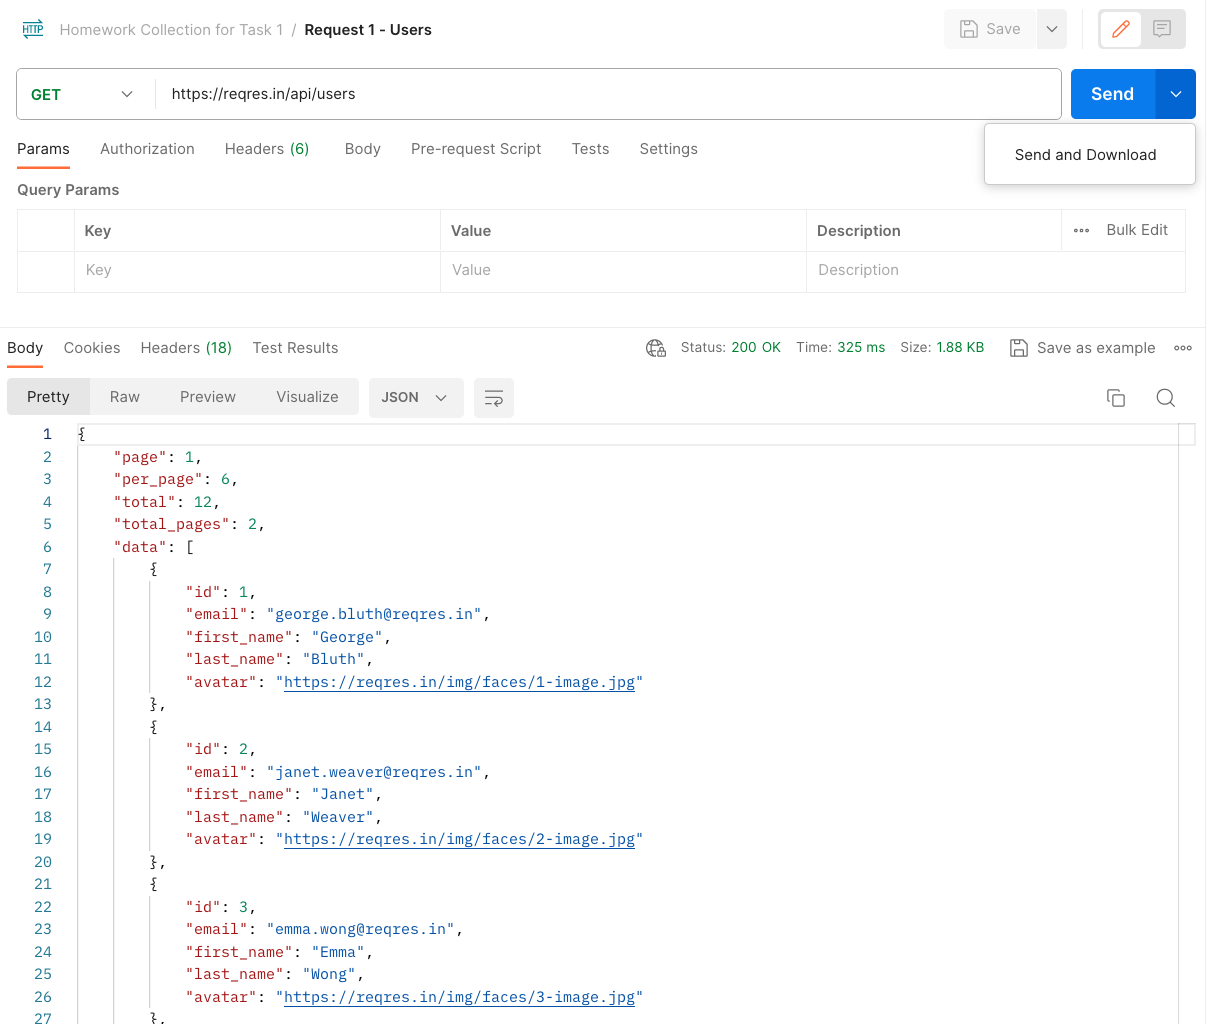 HTTP Homework Collection for Task 1 / Request 1 - Users Save
GET https://reqres.in/api/users Send
Send and Download
Params Authorization Headers (6) Body Pre-request Script Tests Settings
Query Params
Key Value Description ••• Bulk Edit
Key Value Description
Body Cookies Headers (18) Test Results Status: 200 OK Time: 325 ms Size: 1.88 KB Save as example •••
Pretty Raw Preview Visualize JSON
1 {
2 "page": 1,
3 "per_page": 6,
4 "total": 12,
5 "total_pages": 2,
6 "data": [
7 {
8 "id": 1,
9 "email": "george.bluth@reqres.in",
10 "first_name": "George",
11 "last_name": "Bluth",
12 "avatar": "https://reqres.in/img/faces/1-image.jpg"
13 },
14 {
15 "id": 2,
16 "email": "janet.weaver@reqres.in",
17 "first_name": "Janet",
18 "last_name": "Weaver",
19 "avatar": "https://reqres.in/img/faces/2-image.jpg"
20 },
21 {
22 "id": 3,
23 "email": "emma.wong@reqres.in",
24 "first_name": "Emma",
25 "last_name": "Wong",
26 "avatar": "https://reqres.in/img/faces/3-image.jpg"
27 },